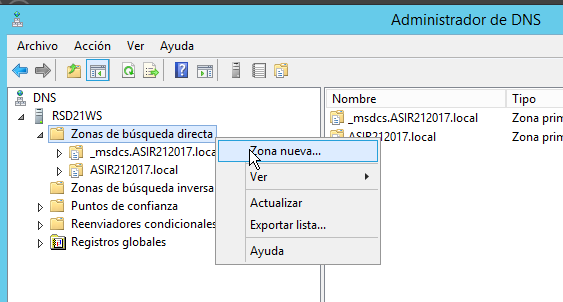 Administrador de DNS
Archivo Acción Ver Ayuda
DNS
RSD21WS
Zonas de búsqueda directa
_msdcs.ASIR212017.loca
ASIR212017.local
Zonas de búsqueda inversa
Puntos de confianza
Reenviadores condicionales
Registros globales
Zona nueva...
Ver
Actualizar
Exportar lista...
Ayuda
Nombre Tipo
_msdcs.ASIR212017.local Zona prim
ASIR212017.local Zona prim